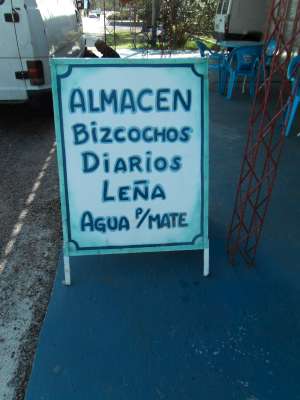 ALMACEN
BIZCOCHOS
DIARIOS
LEÑA
AGUA P/MATE